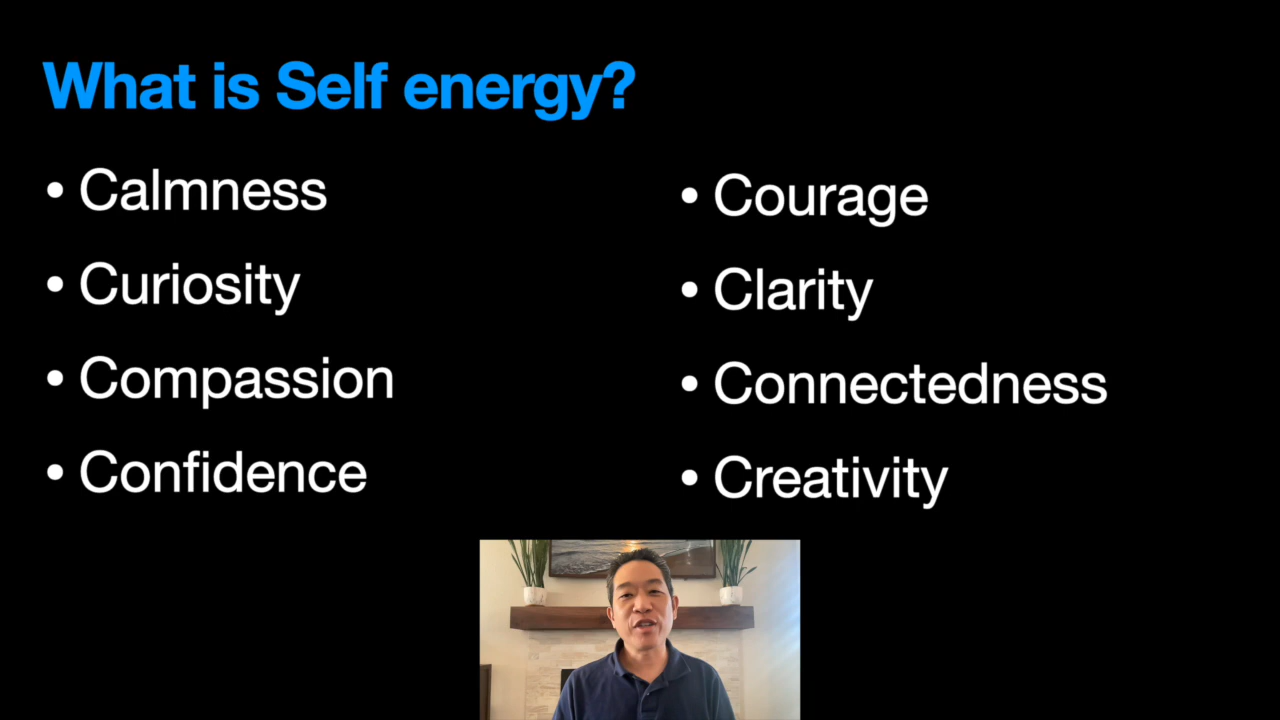 What is Self energy?
• Calmness
• Curiosity
• Compassion
• Confidence
• Courage
• Clarity
• Connectedness
• Creativity